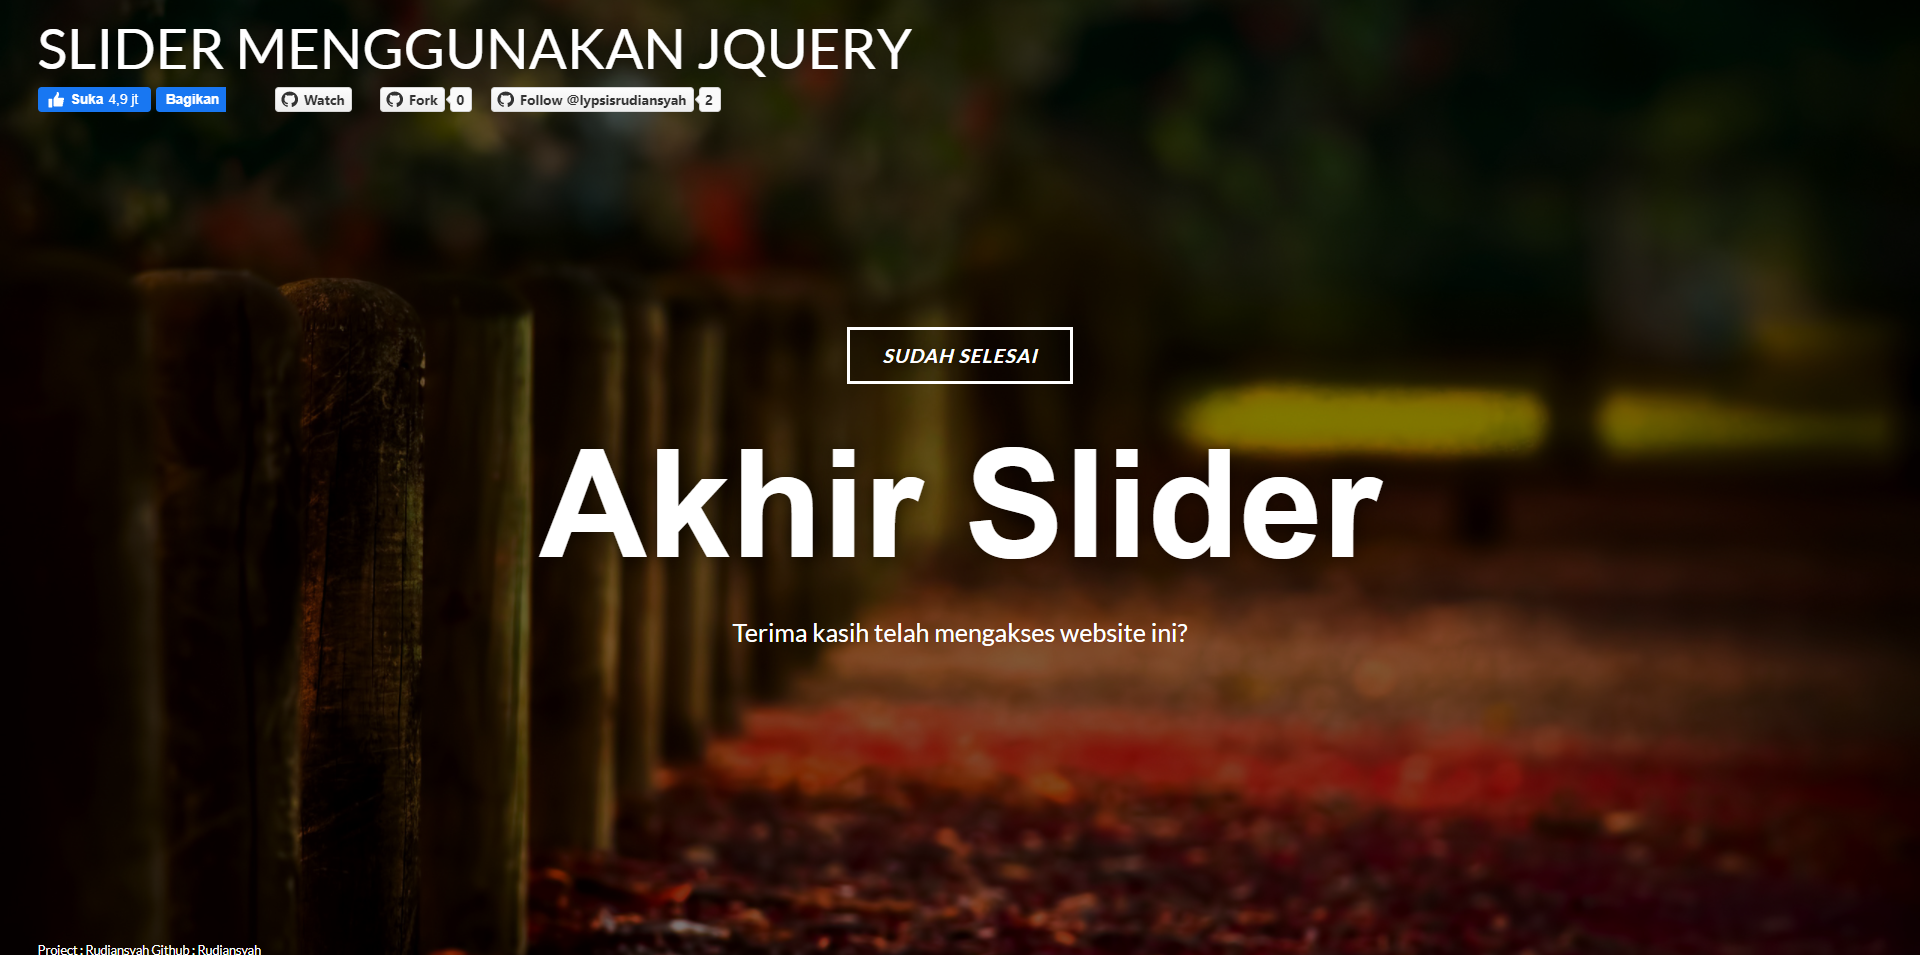 SLIDER MENGGUNAKAN JQUERY
Suka 4,9 jt Bagikan Watch Fork 0 Follow @lypsisrudiansyah 2
SUDAH SELESAI
Akhir Slider
Terima kasih telah mengakses website ini?
Project : Rudiansyah Github : Rudiansyah